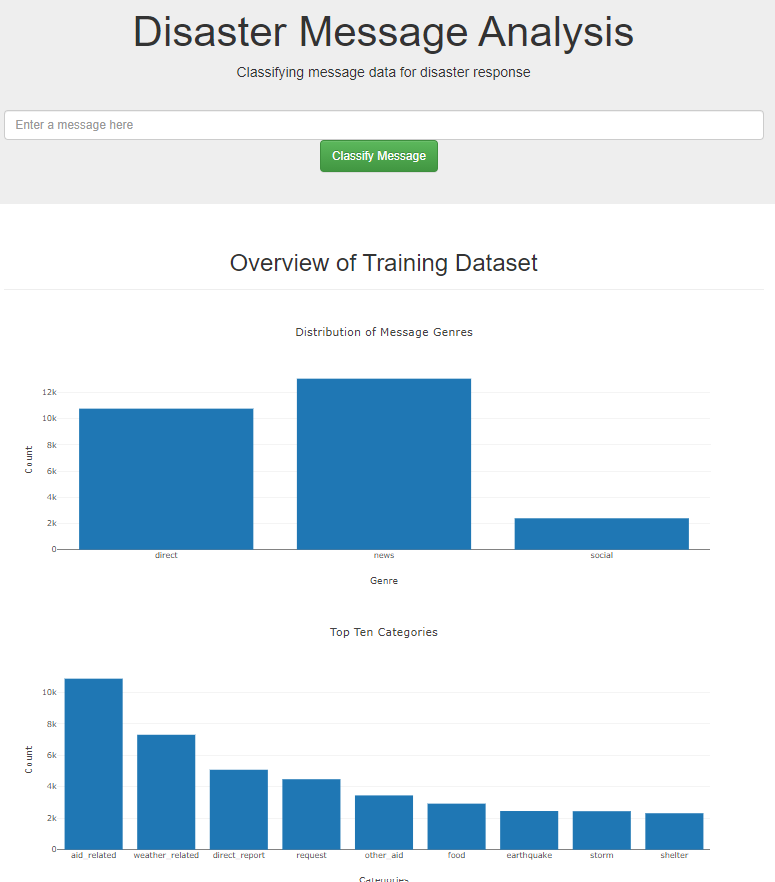 Disaster Message Analysis
Classifying message data for disaster response
Enter a message here
Classify Message
Overview of Training Dataset
Distribution of Message Genres
12k
10k
8k
6k
4k
2k
0
Count
direct news social
Genre
Top Ten Categories
10k
8k
6k
4k
2k
0
Count
aid_related weather_related direct_report request other_aid food earthquake storm shelter
Categories